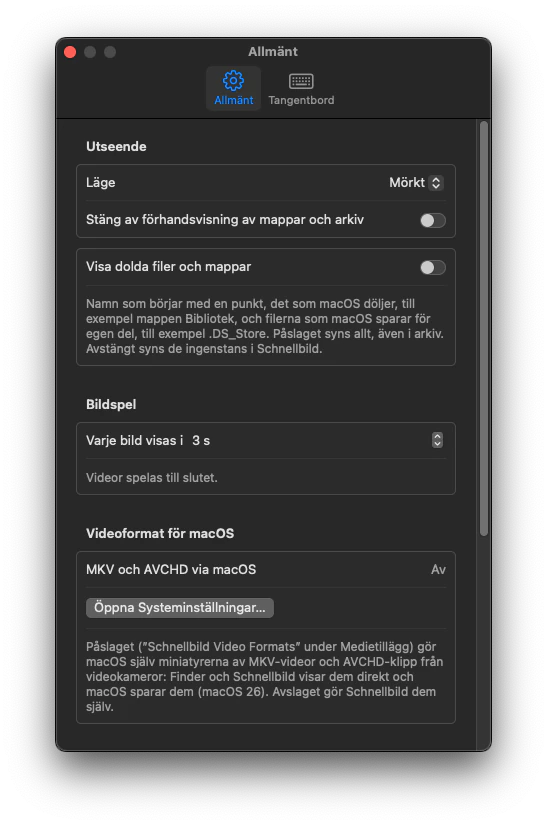 Allmänt
Allmänt
Tangentbord
Utseende
Läge
Mörkt
Stäng av förhandsvisning av mappar och arkiv
Visa dolda filer och mappar
Namn som börjar med en punkt, det som macOS döljer, till
exempel mappen Bibliotek, och filerna som macOS sparar för
egen del, till exempel .DS_Store. Påslaget syns allt, även i arkiv.
Avstängt syns de ingenstans i Schnellbild.
Bildspel
Varje bild visas i 3 s
Videor spelas till slutet.
Videoformat för macOS
MKV och AVCHD via macOS
Av
Öppna Systeminställningar...
Påslaget (”Schnellbild Video Formats” under Medietillägg) gör
macOS själv miniatyrerna av MKV-videor och AVCHD-klipp från
videokameror: Finder och Schnellbild visar dem direkt och
macOS sparar dem (macOS 26). Avslaget gör Schnellbild dem
själv.